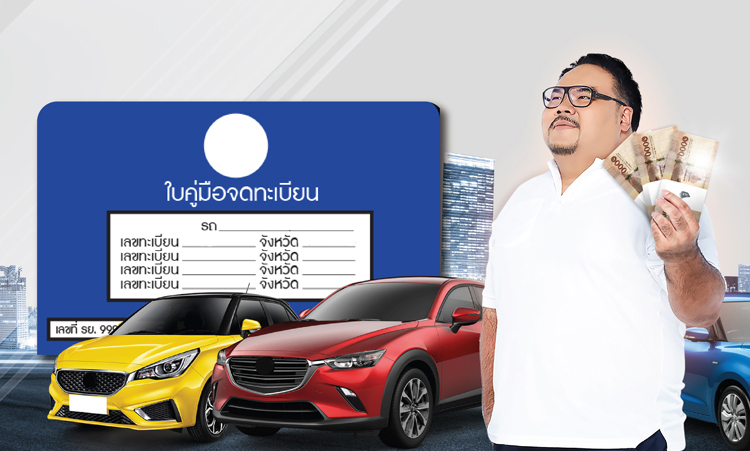 ใบคู่มือจดทะเบียน
รถ
เลขทะเบียน จังหวัด
เลขทะเบียน จังหวัด
เลขทะเบียน จังหวัด
เลขทะเบียน จังหวัด
เลขที่ รย. 999
1000 1000 1000